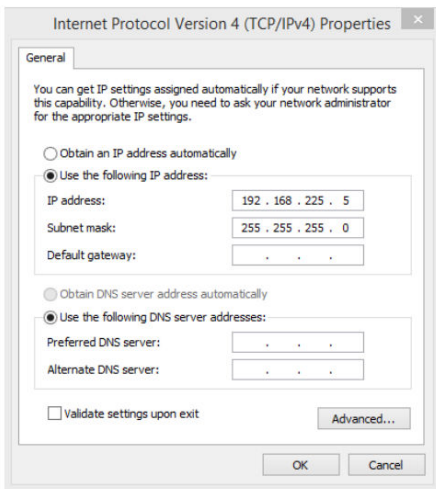 Internet Protocol Version 4 (TCP/IPv4) Properties
General
You can get IP settings assigned automatically if your network supports
this capability. Otherwise, you need to ask your network administrator
for the appropriate IP settings.
Obtain an IP address automatically
Use the following IP address:
IP address: 192 . 168 . 225 . 5
Subnet mask: 255 . 255 . 255 . 0
Default gateway: . . .
Obtain DNS server address automatically
Use the following DNS server addresses:
Preferred DNS server: . . .
Alternate DNS server: . . .
Validate settings upon exit
Advanced...
OK Cancel